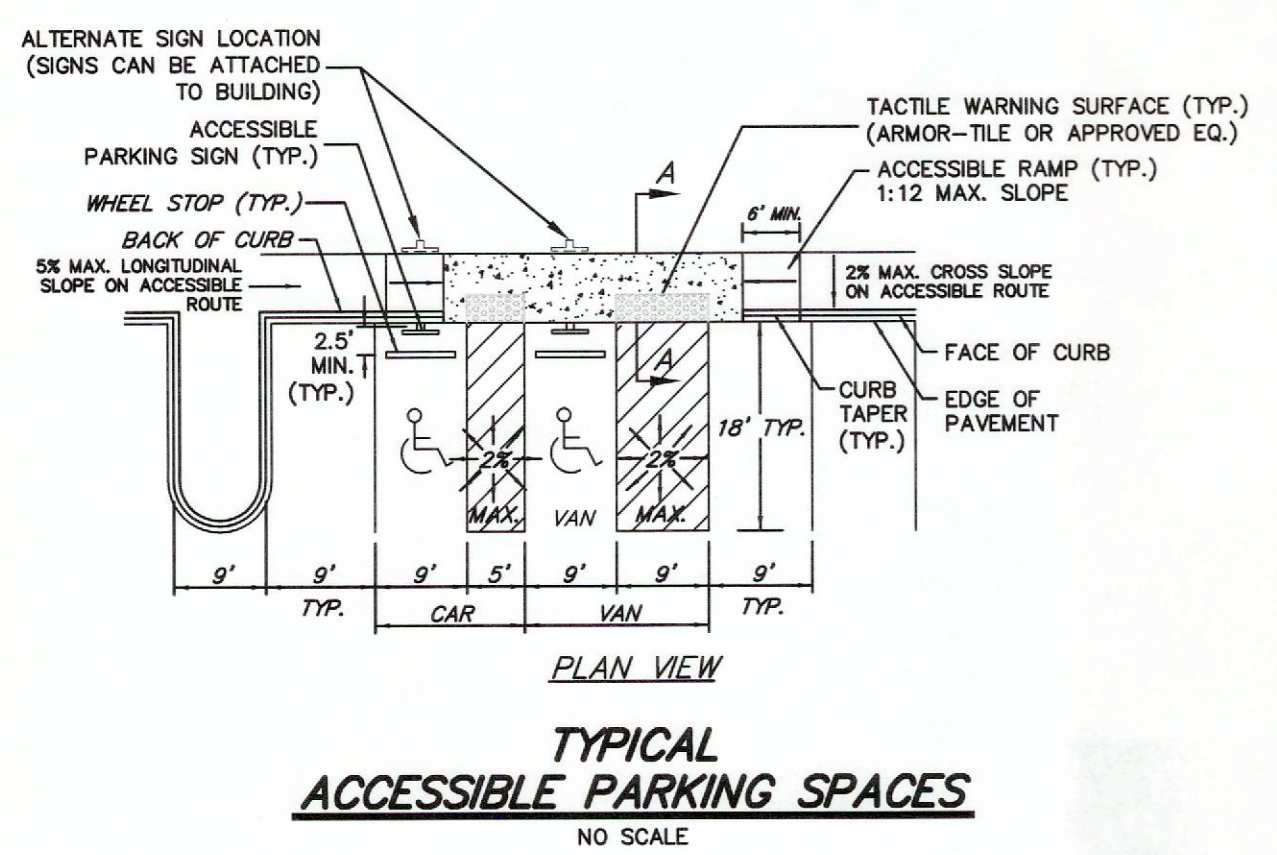 ALTERNATE SIGN LOCATION
(SIGNS CAN BE ATTACHED
TO BUILDING)
ACCESSIBLE
PARKING SIGN (TYP.)
WHEEL STOP (TYP.)
BACK OF CURB
5% MAX. LONGITUDINAL
SLOPE ON ACCESSIBLE
ROUTE
TACTILE WARNING SURFACE (TYP.)
(ARMOR-TILE OR APPROVED EQ.)
ACCESSIBLE RAMP (TYP.)
1:12 MAX. SLOPE
A
6' MIN.
2% MAX. CROSS SLOPE
ON ACCESSIBLE ROUTE
2.5'
MIN.
(TYP.)
A
FACE OF CURB
CURB
TAPER
(TYP.)
EDGE OF
PAVEMENT
18' TYP.
2%
MAX.
VAN
2%
MAX.
9'
9'
TYP.
9'
5'
9'
9'
9'
TYP.
CAR
VAN
PLAN VIEW
TYPICAL
ACCESSIBLE PARKING SPACES
NO SCALE